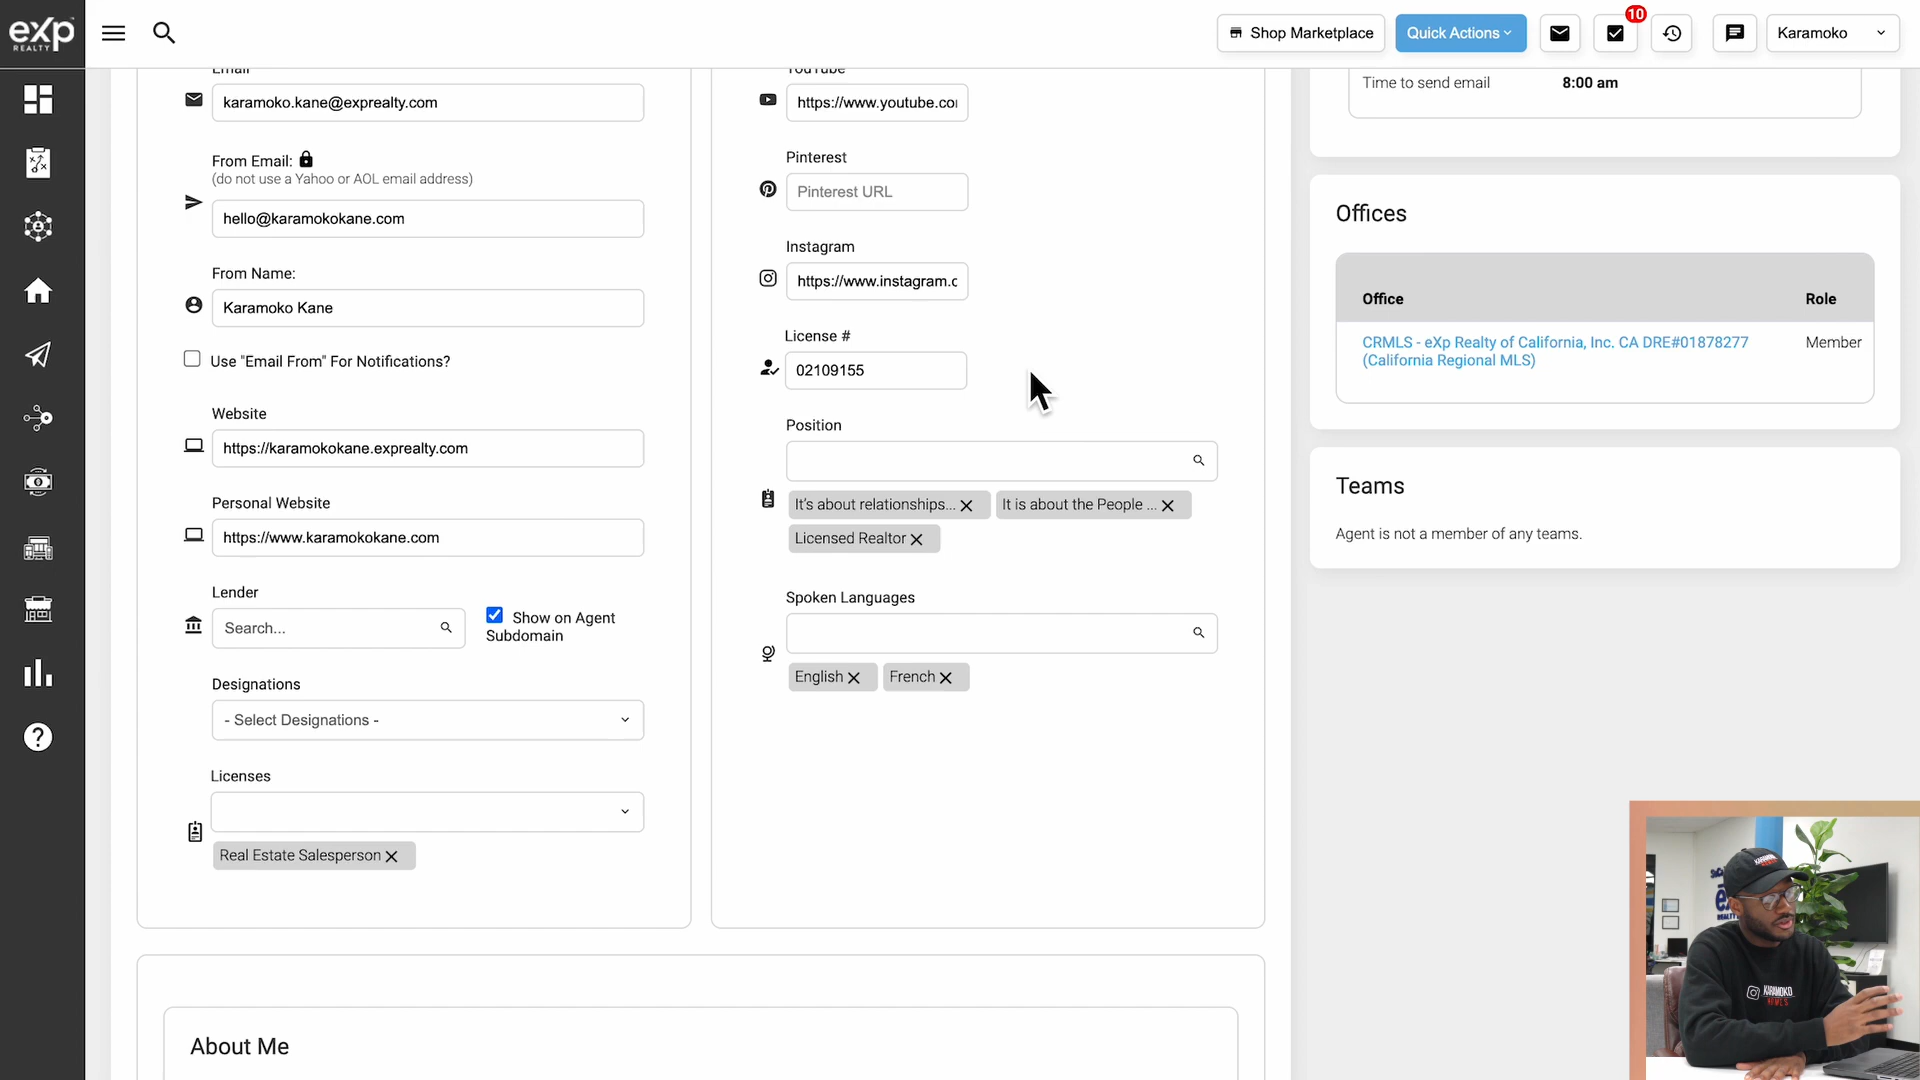 eXp
REALTY
Shop Marketplace
Quick Actions
10
Karamoko
Email
karamoko.kane@exprealty.com
From Email:
(do not use a Yahoo or AOL email address)
hello@karamokokane.com
From Name:
Karamoko Kane
Use "Email From" For Notifications?
Website
https://karamokokane.exprealty.com
Personal Website
https://www.karamokokane.com
Lender
Search...
Show on Agent
Subdomain
Designations
- Select Designations -
Licenses
Real Estate Salesperson
YouTube
https://www.youtube.co
Pinterest
Pinterest URL
Instagram
https://www.instagram.c
License #
02109155
Position
It's about relationships...
It is about the People ...
Licensed Realtor
Spoken Languages
English
French
About Me
Time to send email
8:00 am
Offices
Office
Role
CRMLS - eXp Realty of California, Inc. CA DRE#01878277
(California Regional MLS)
Member
Teams
Agent is not a member of any teams.
KARAMOKO
HOMES